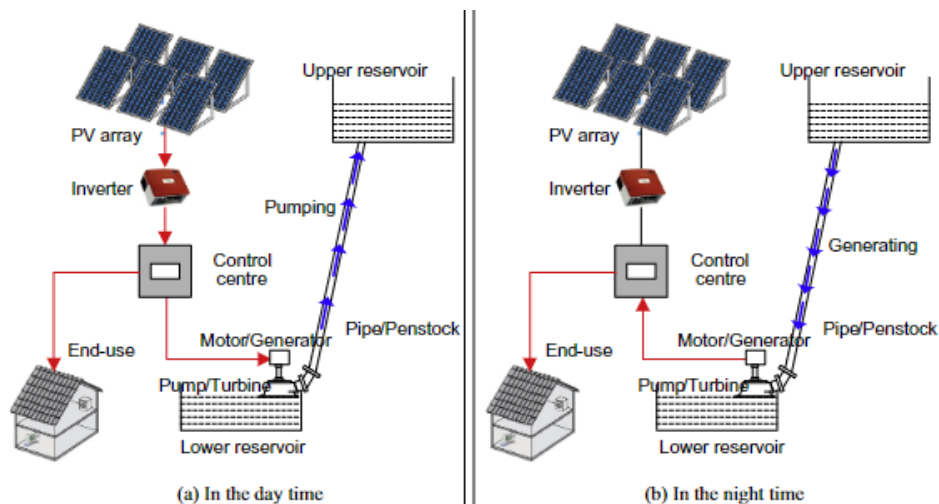 Upper reservoir
PV array
Inverter
Pumping
Control
centre
Motor/Generator
Pipe/Penstock
End-use
Pump/Turbine
Lower reservoir
(a) In the day time
Upper reservoir
PV array
Inverter
Generating
Control
centre
Motor/Generator
Pipe/Penstock
End-use
Pump/Turbine
Lower reservoir
(b) In the night time